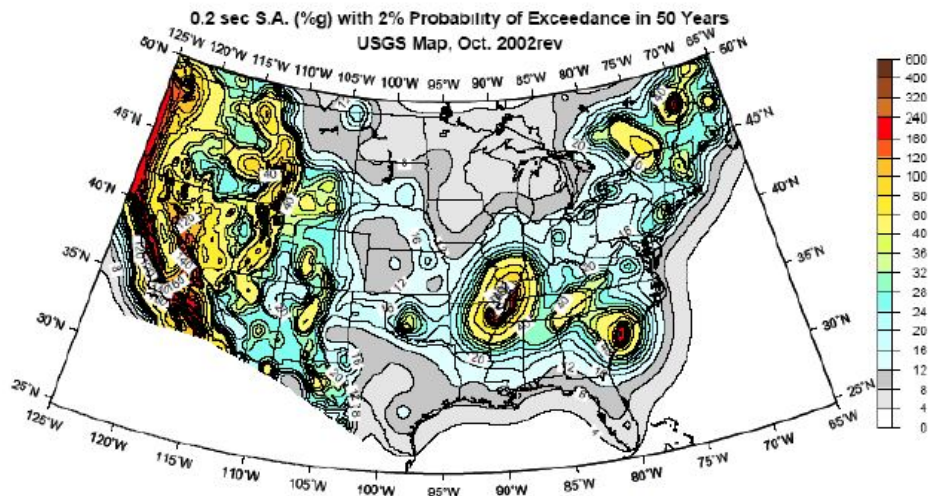 0.2 sec S.A. (%g) with 2% Probability of Exceedance in 50 Years
USGS Map, Oct. 2002rev
125°W 120°W 115°W 110°W 105°W 100°W 95°W 90°W 85°W 80°W 75°W 70°W 65°W
50°N 50°N
45°N 45°N
40°N 40°N
35°N 35°N
30°N 30°N
25°N 25°N
125°W 120°W 115°W 110°W 105°W 100°W 95°W 90°W 85°W 80°W 75°W 70°W 65°W
600
400
320
240
160
120
100
80
60
40
36
32
28
24
20
16
12
8
4
0